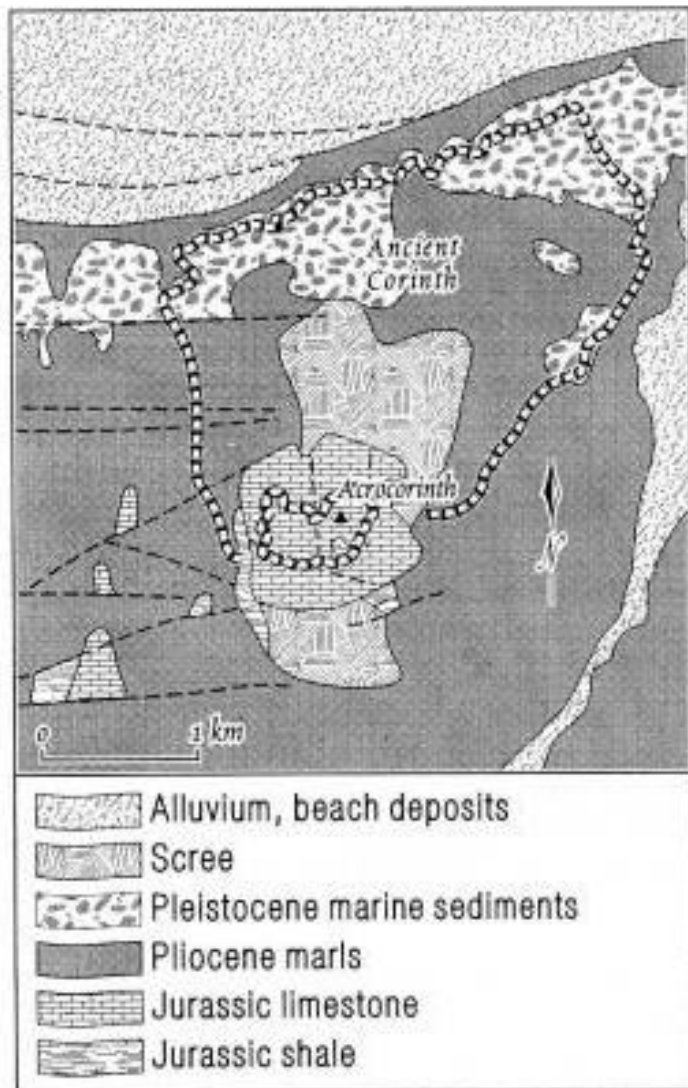 Ancient
Corinth
Acrocorinth
N
0 1 km
Alluvium, beach deposits
Scree
Pleistocene marine sediments
Pliocene marls
Jurassic limestone
Jurassic shale